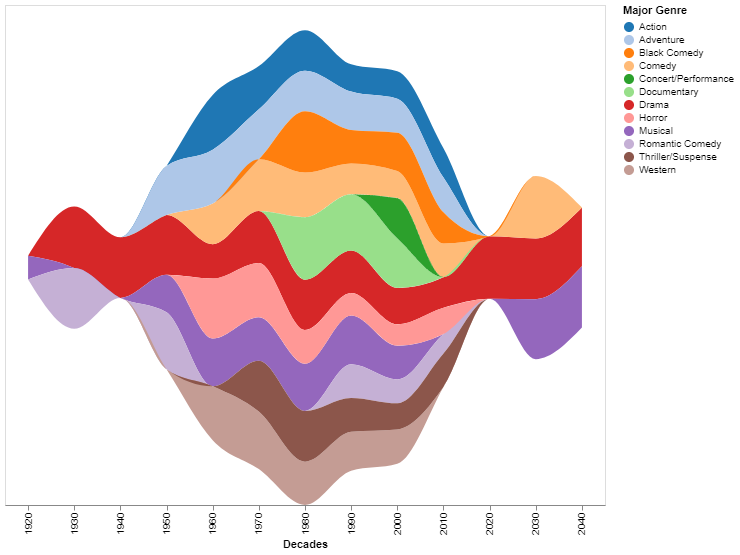 Major Genre
Action
Adventure
Black Comedy
Comedy
Concert/Performance
Documentary
Drama
Horror
Musical
Romantic Comedy
Thriller/Suspense
Western
1920 1930 1940 1950 1960 1970 1980 1990 2000 2010 2020 2030 2040
Decades